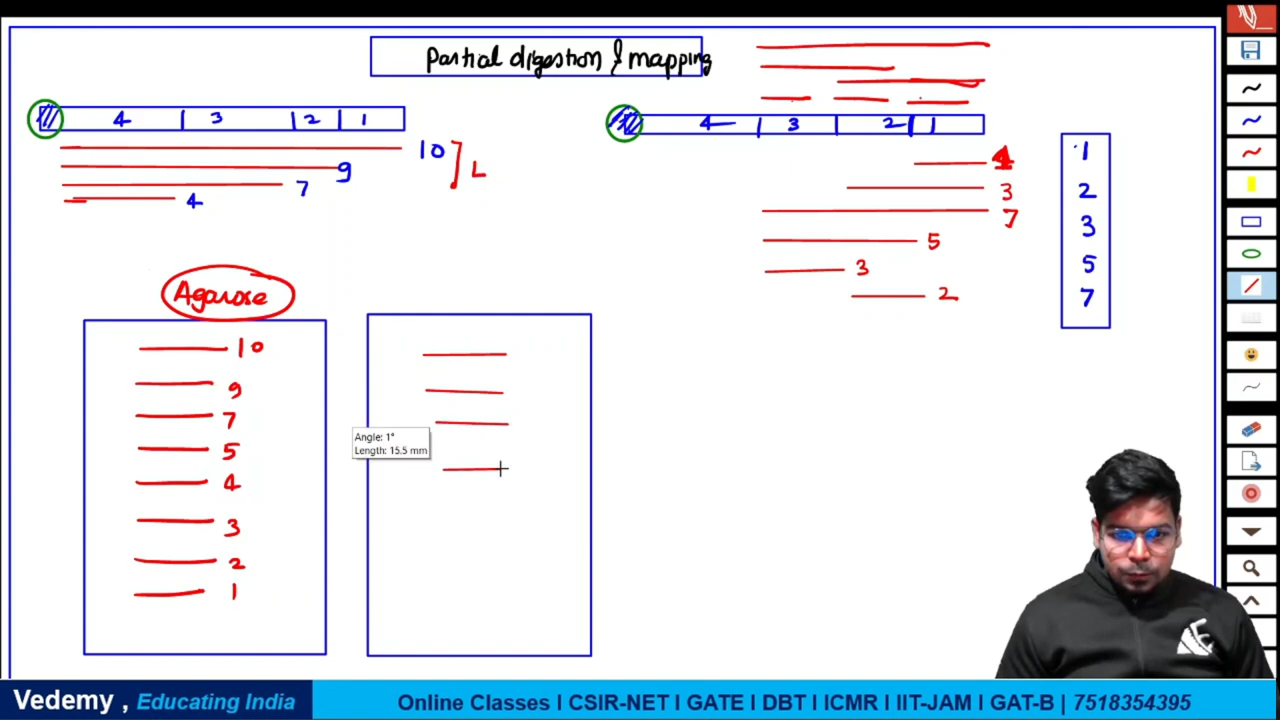 Partial digestion & mapping
4 3 2 1
10
9
7
4
L
4 3 2 1
3
7
5
3
2
1
2
3
5
7
Agarose
10
9
7
5
4
3
2
1
Angle: 1°
Length: 15.5 mm
Vedemy , Educating India
Online Classes I CSIR-NET I GATE I DBT I ICMR I IIT-JAM I GAT-B | 7518354395